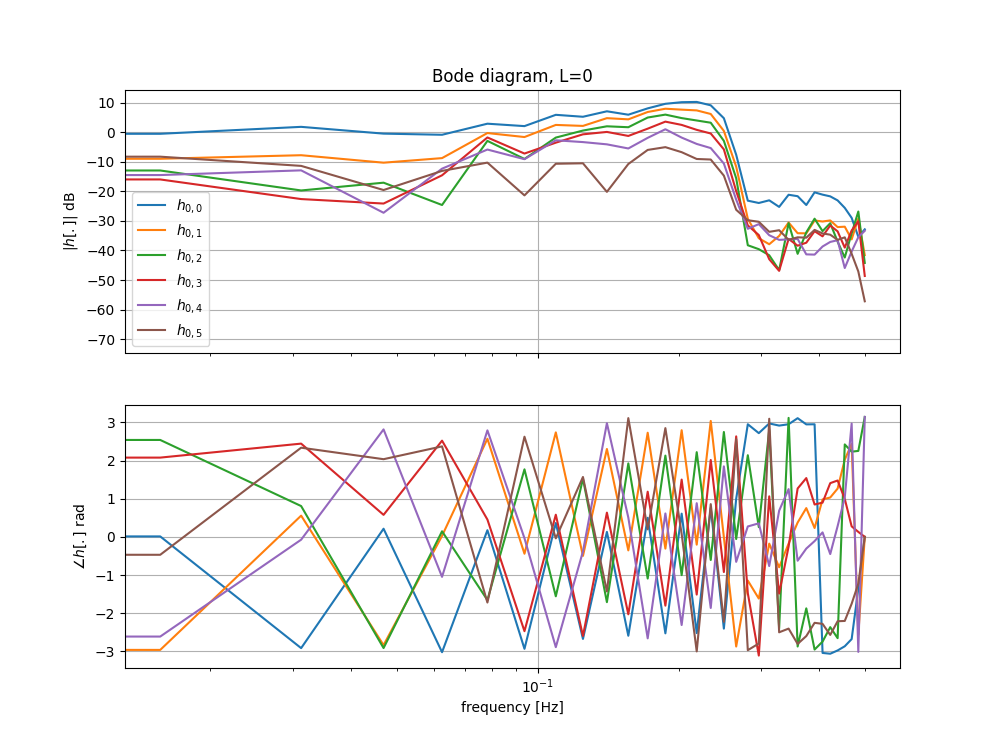 Bode diagram, L=0
|h[.]| dB
10
0
−10
−20
−30
−40
−50
−60
−70
h0,0
h0,1
h0,2
h0,3
h0,4
h0,5
∠h[.] rad
3
2
1
0
−1
−2
−3
10−1
frequency [Hz]